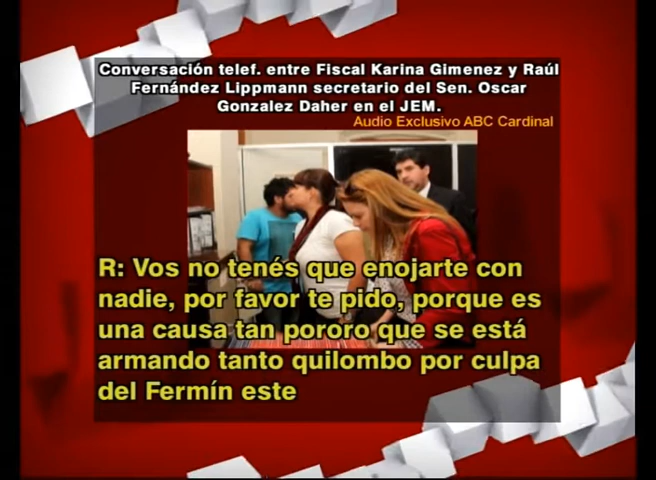 Conversación telef. entre Fiscal Karina Gimenez y Raúl
Fernández Lippmann secretario del Sen. Oscar
Gonzalez Daher en el JEM.
Audio Exclusivo ABC Cardinal
R: Vos no tenés que enojarte con
nadie, por favor te pido, porque es
una causa tan pororo que se está
armando tanto quilombo por culpa
del Fermín este